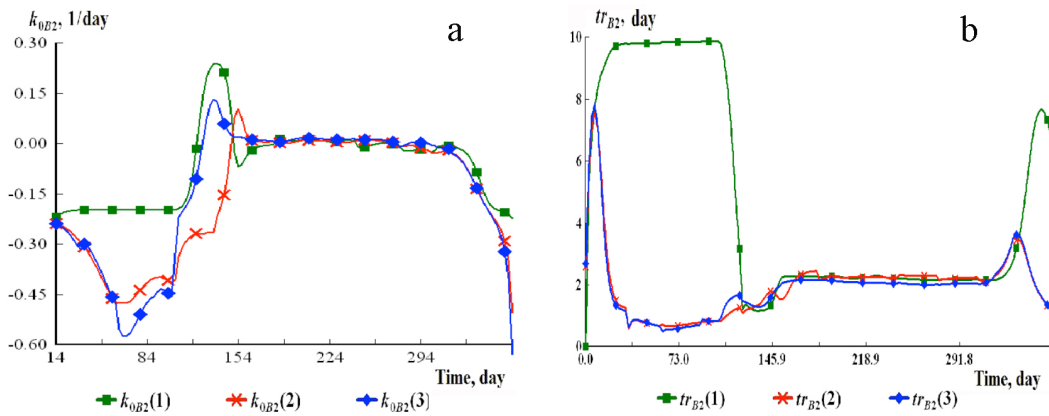 k0B2, 1/day
a
0.30
0.15
0.00
-0.15
-0.30
-0.45
-0.60
14 84 154 224 294
Time, day
k0B2(1) k0B2(2) k0B2(3)
trB2, day
b
10
8
6
4
2
0
0.0 75.0 145.9 218.9 291.8
Time, day
trB2(1) trB2(2) trB2(3)